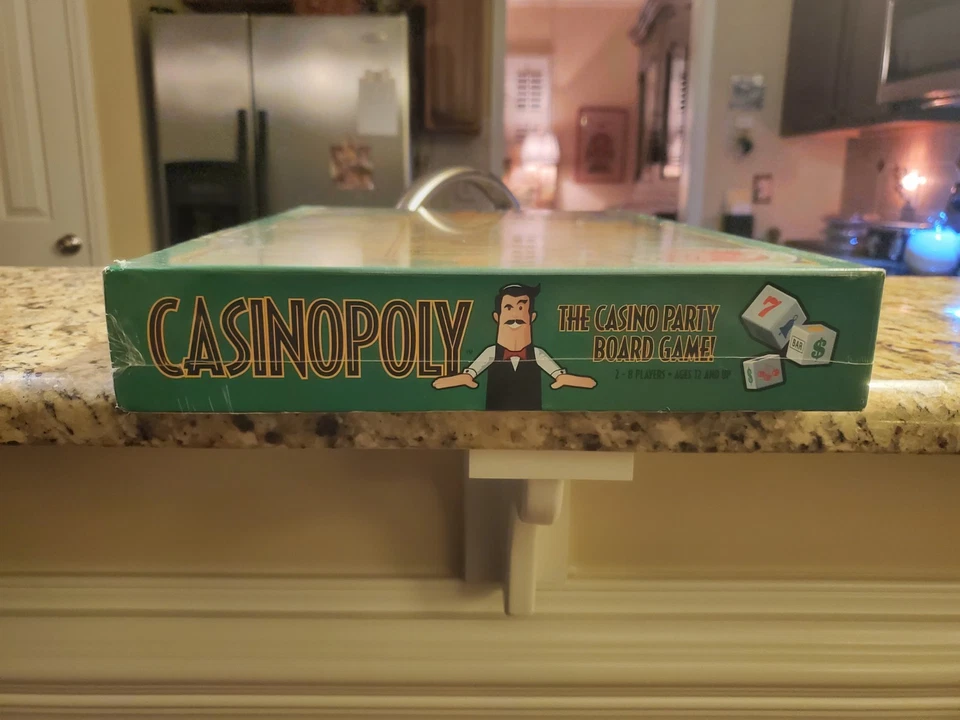 CASINOPOLY
THE CASINO PARTY
BOARD GAME!
2 - 8 PLAYERS • AGES 12 AND UP
7
BAR
$
$